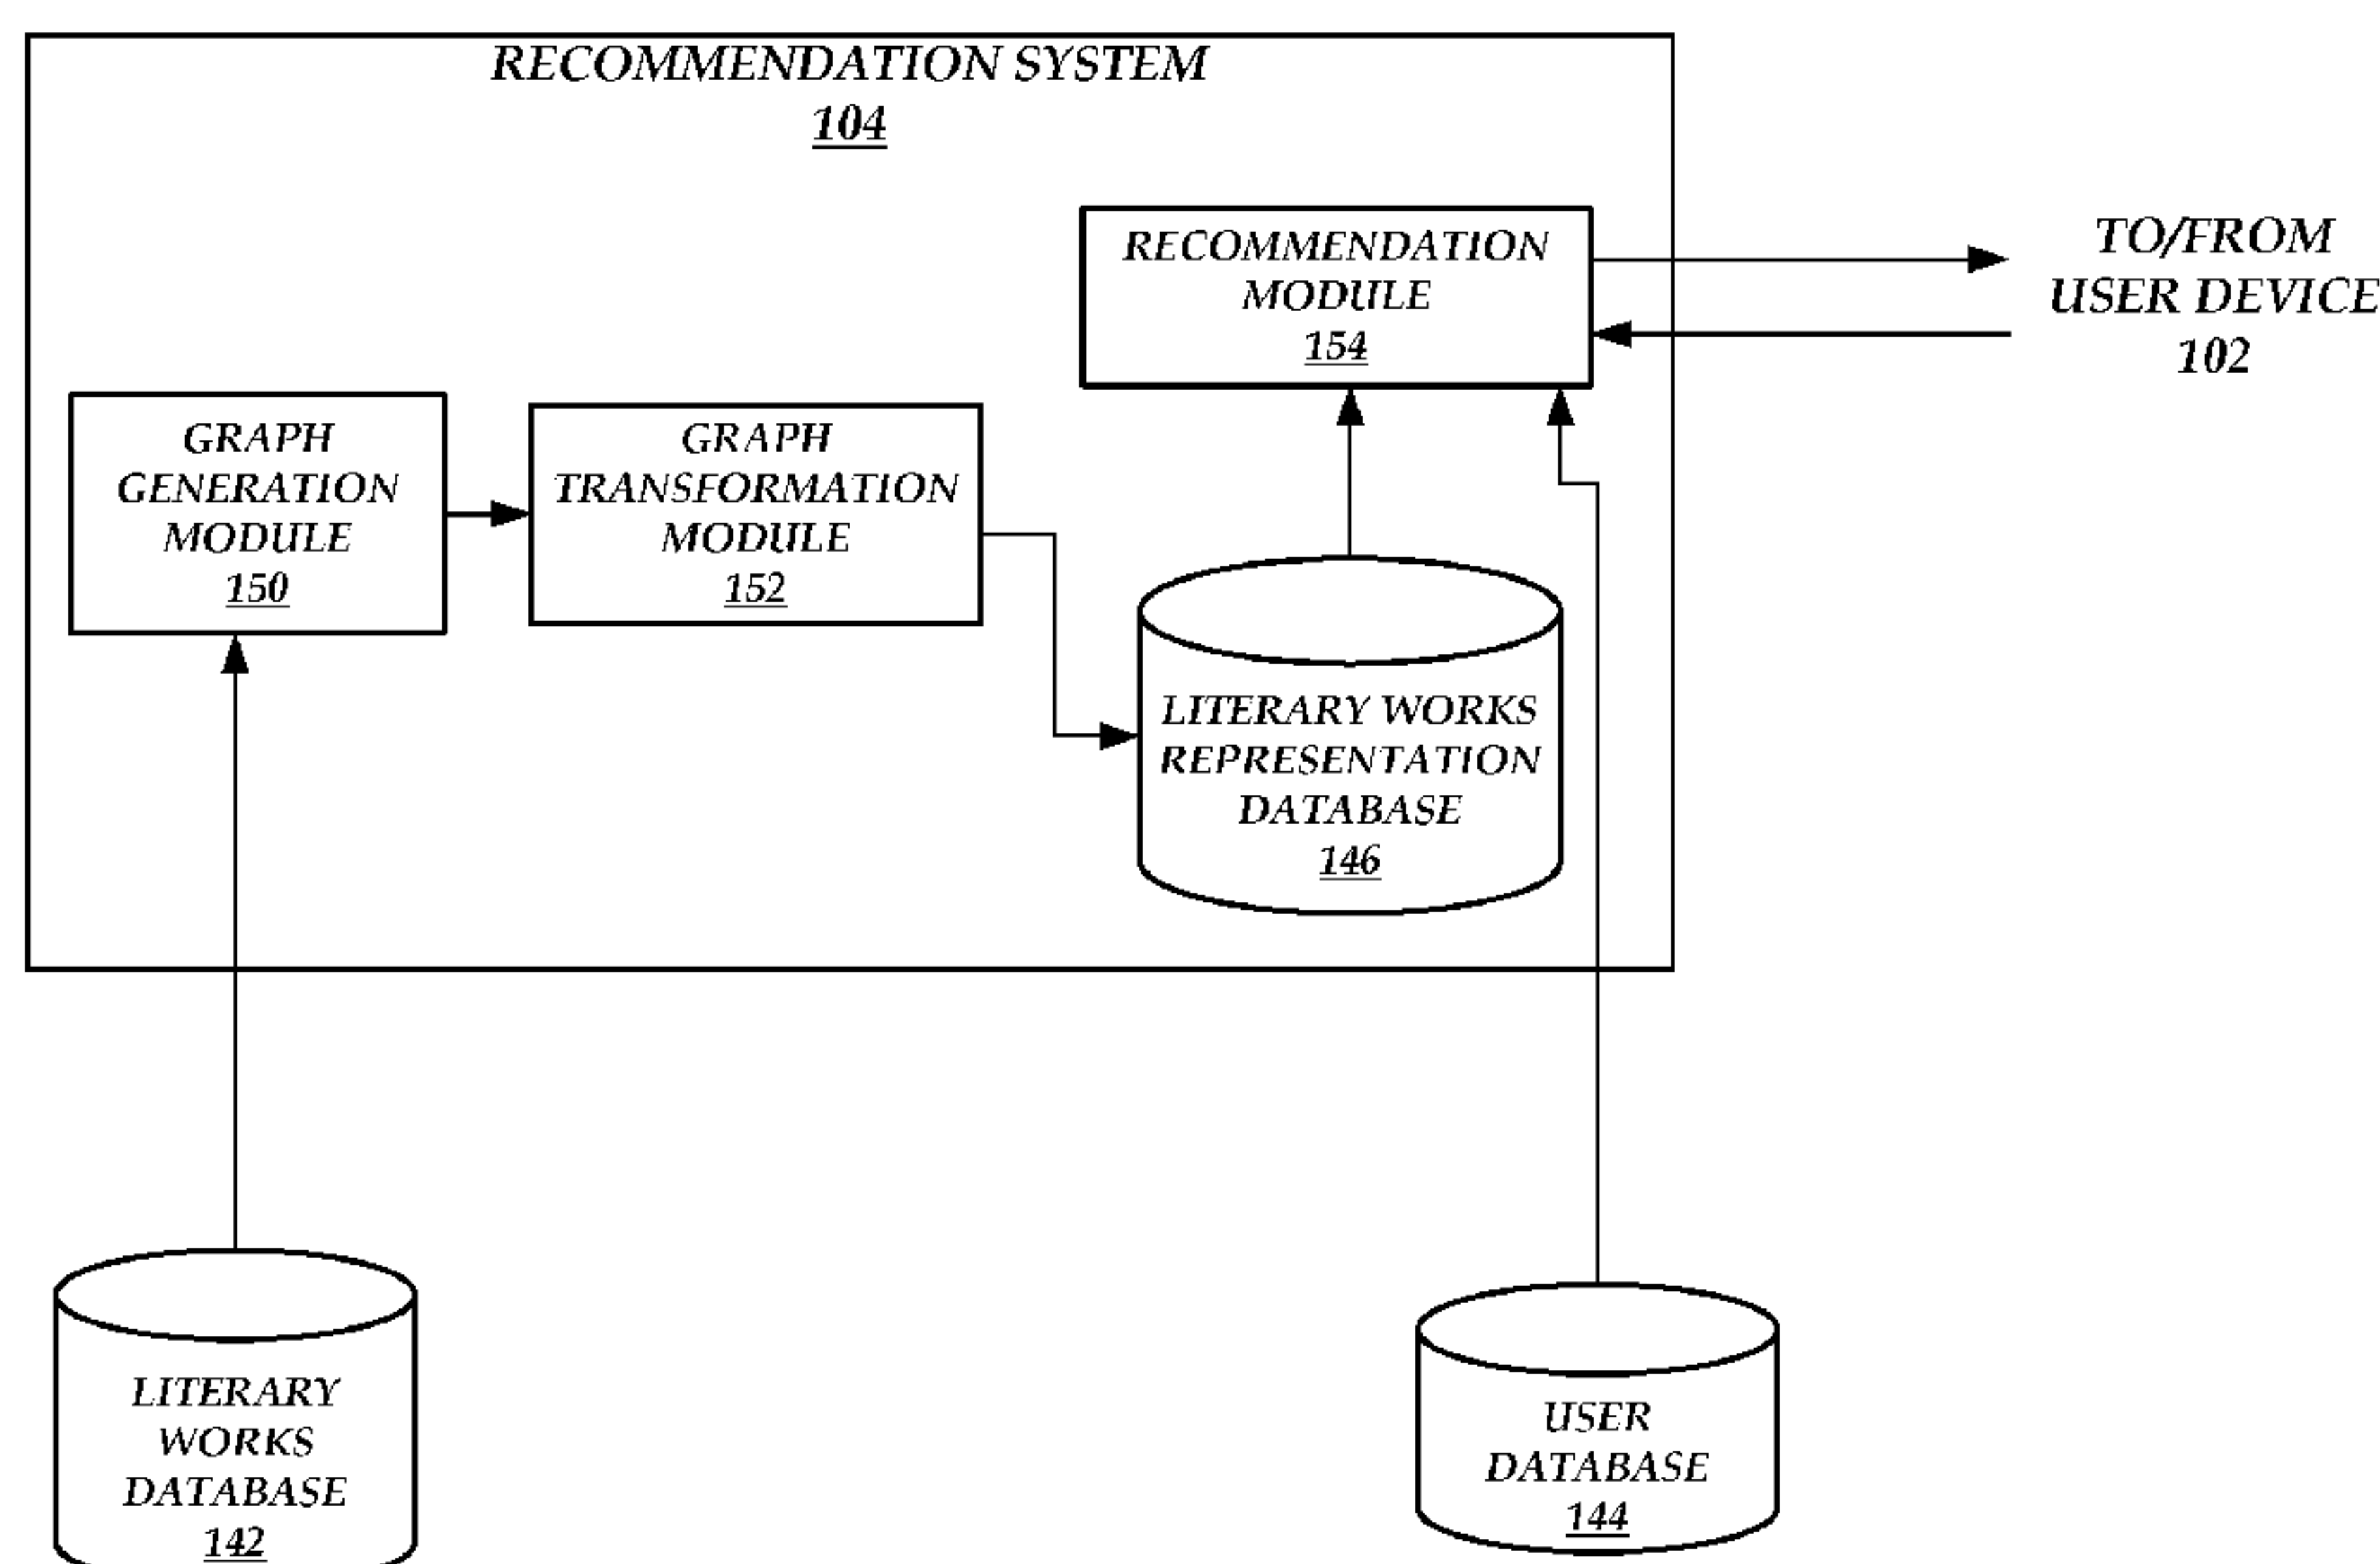 RECOMMENDATION SYSTEM
104
RECOMMENDATION
MODULE
154
TO/FROM
USER DEVICE
102
GRAPH
GENERATION
MODULE
150
GRAPH
TRANSFORMATION
MODULE
152
LITERARY WORKS
REPRESENTATION
DATABASE
146
LITERARY
WORKS
DATABASE
142
USER
DATABASE
144